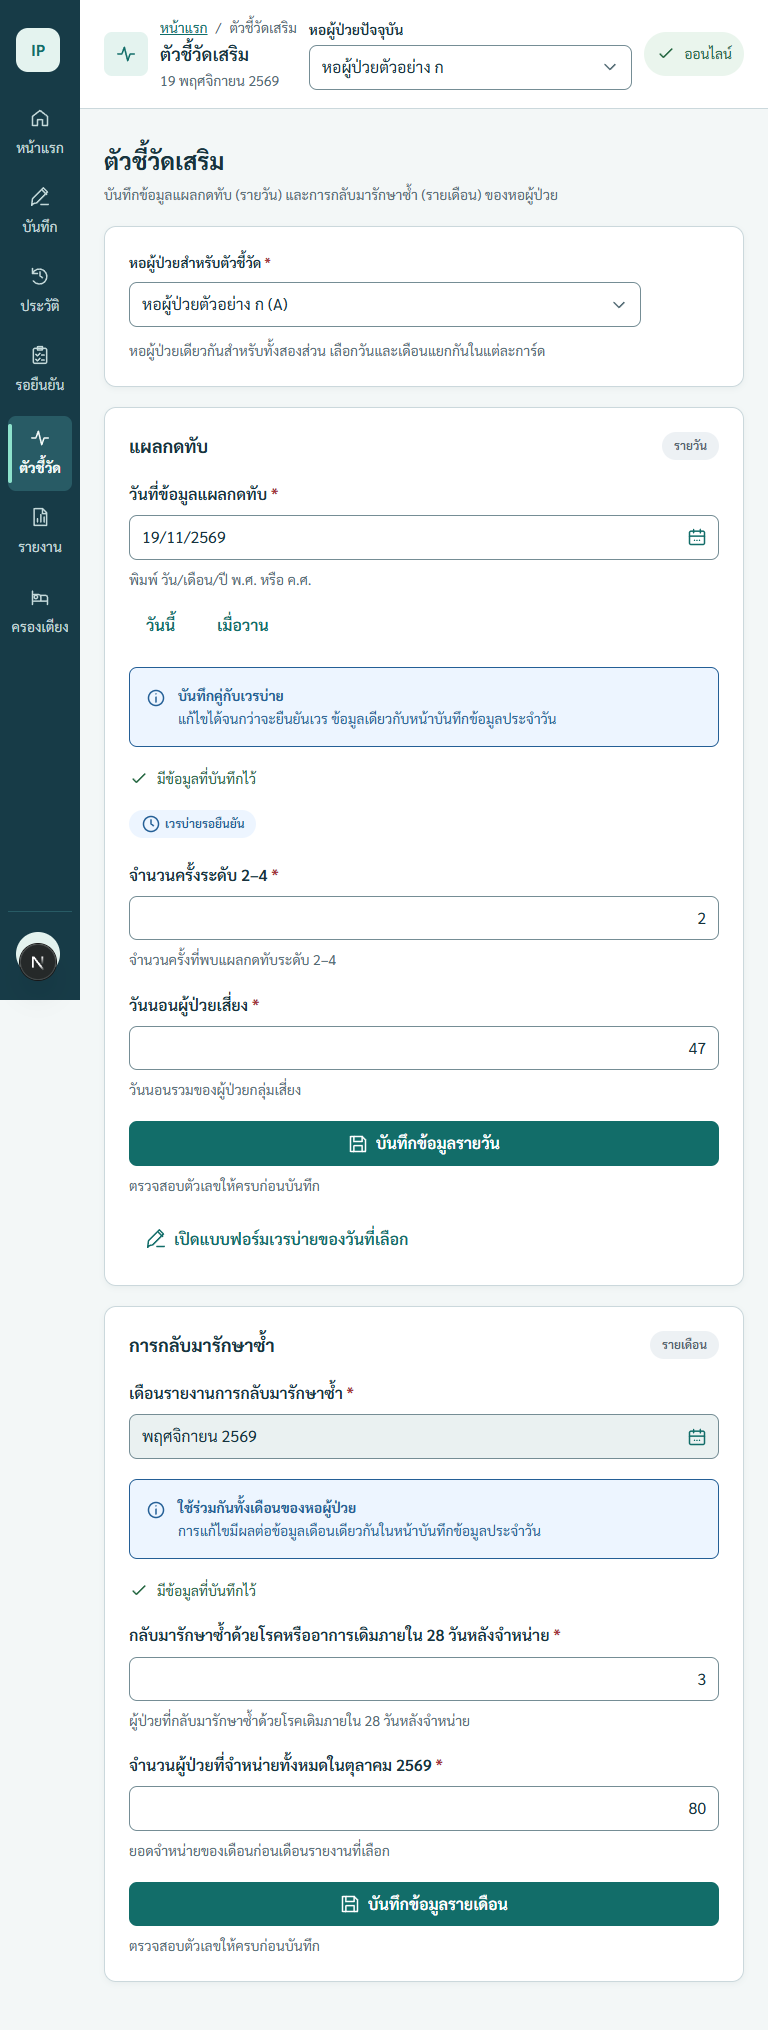 IP
หน้าแรก
บันทึก
ประวัติ
รอยืนยัน
ตัวชี้วัด
รายงาน
ครองเตียง
N
หน้าแรก / ตัวชี้วัดเสริม
ตัวชี้วัดเสริม
19 พฤศจิกายน 2569
หอผู้ป่วยปัจจุบัน
หอผู้ป่วยตัวอย่าง ก
ออนไลน์
ตัวชี้วัดเสริม
บันทึกข้อมูลแผลกดทับ (รายวัน) และการกลับมารักษาซ้ำ (รายเดือน) ของหอผู้ป่วย
หอผู้ป่วยสำหรับตัวชี้วัด *
หอผู้ป่วยตัวอย่าง ก (A)
หอผู้ป่วยเดียวกันสำหรับทั้งสองส่วน เลือกวันและเดือนแยกกันในแต่ละการ์ด
แผลกดทับ
รายวัน
วันที่ข้อมูลแผลกดทับ *
19/11/2569
พิมพ์ วัน/เดือน/ปี พ.ศ. หรือ ค.ศ.
วันนี้ เมื่อวาน
บันทึกคู่กับเวรบ่าย
แก้ไขได้จนกว่าจะยืนยันเวร ข้อมูลเดียวกับหน้าบันทึกข้อมูลประจำวัน
มีข้อมูลที่บันทึกไว้
เวรบ่ายรอยืนยัน
จำนวนครั้งระดับ 2–4 *
2
จำนวนครั้งที่พบแผลกดทับระดับ 2–4
วันนอนผู้ป่วยเสี่ยง *
47
วันนอนรวมของผู้ป่วยกลุ่มเสี่ยง
บันทึกข้อมูลรายวัน
ตรวจสอบตัวเลขให้ครบก่อนบันทึก
เปิดแบบฟอร์มเวรบ่ายของวันที่เลือก
การกลับมารักษาซ้ำ
รายเดือน
เดือนรายงานการกลับมารักษาซ้ำ *
พฤศจิกายน 2569
ใช้ร่วมกันทั้งเดือนของหอผู้ป่วย
การแก้ไขมีผลต่อข้อมูลเดือนเดียวกันในหน้าบันทึกข้อมูลประจำวัน
มีข้อมูลที่บันทึกไว้
กลับมารักษาซ้ำด้วยโรคหรืออาการเดิมภายใน 28 วันหลังจำหน่าย *
3
ผู้ป่วยที่กลับมารักษาซ้ำด้วยโรคเดิมภายใน 28 วันหลังจำหน่าย
จำนวนผู้ป่วยที่จำหน่ายทั้งหมดในตุลาคม 2569 *
80
ยอดจำหน่ายของเดือนก่อนเดือนรายงานที่เลือก
บันทึกข้อมูลรายเดือน
ตรวจสอบตัวเลขให้ครบก่อนบันทึก